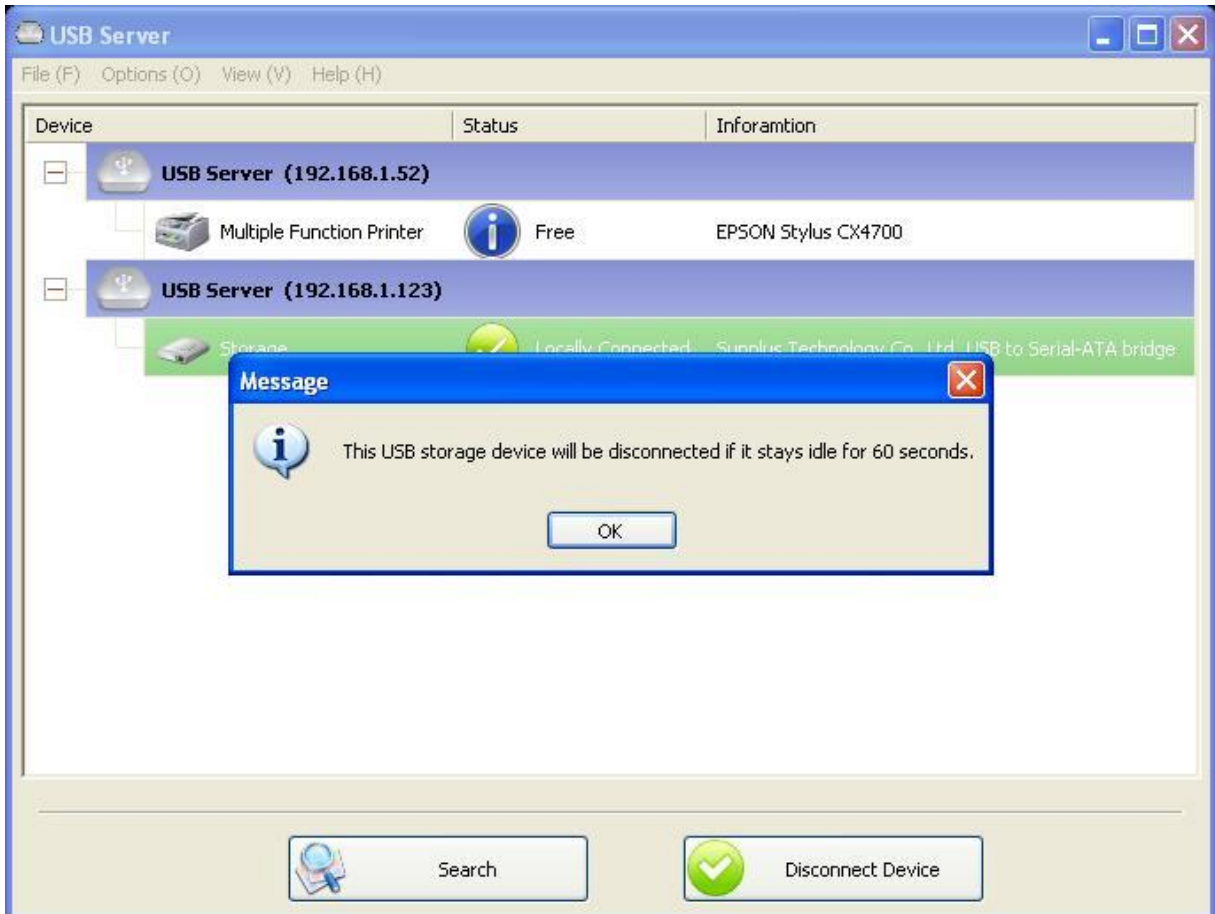 USB Server
File (F) Options (O) View (V) Help (H)
Device Status Inforamtion
USB Server (192.168.1.52)
Multiple Function Printer Free EPSON Stylus CX4700
USB Server (192.168.1.123)
Storage Locally Connected Sunplus Technology Co., Ltd. USB to Serial-ATA bridge
Message
This USB storage device will be disconnected if it stays idle for 60 seconds.
OK
Search Disconnect Device